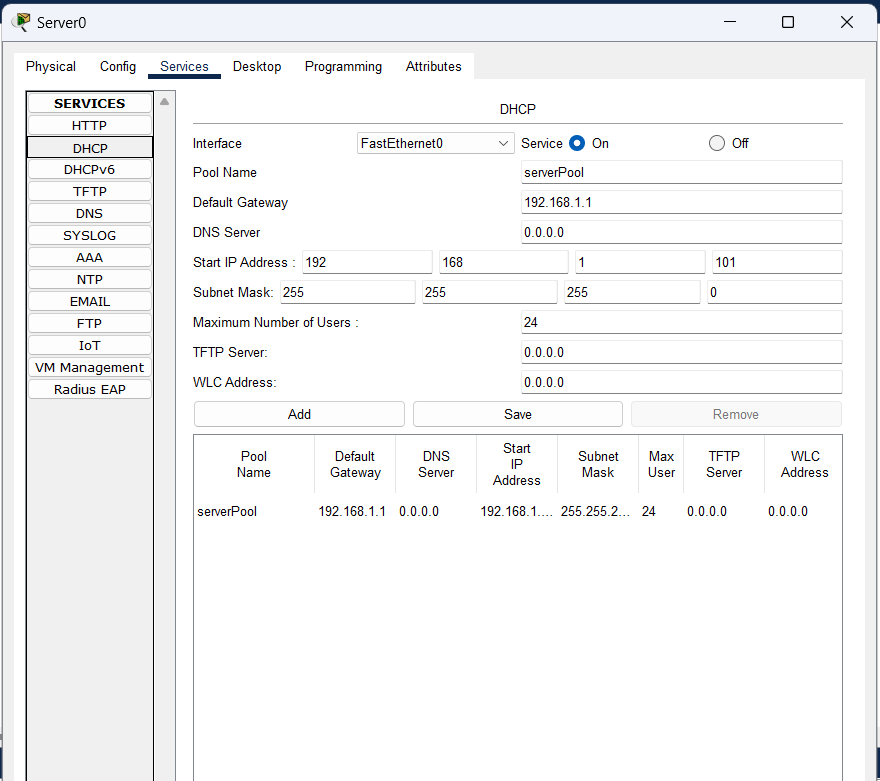 Server0
Physical Config Services Desktop Programming Attributes
SERVICES
HTTP
DHCP
DHCPv6
TFTP
DNS
SYSLOG
AAA
NTP
EMAIL
FTP
IoT
VM Management
Radius EAP
DHCP
Interface FastEthernet0 Service On Off
Pool Name serverPool
Default Gateway 192.168.1.1
DNS Server 0.0.0.0
Start IP Address : 192 168 1 101
Subnet Mask: 255 255 255 0
Maximum Number of Users : 24
TFTP Server: 0.0.0.0
WLC Address: 0.0.0.0
Add Save Remove
Pool Name Default Gateway DNS Server Start IP Address Subnet Mask Max User TFTP Server WLC Address
serverPool 192.168.1.1 0.0.0.0 192.168.1.... 255.255.2... 24 0.0.0.0 0.0.0.0